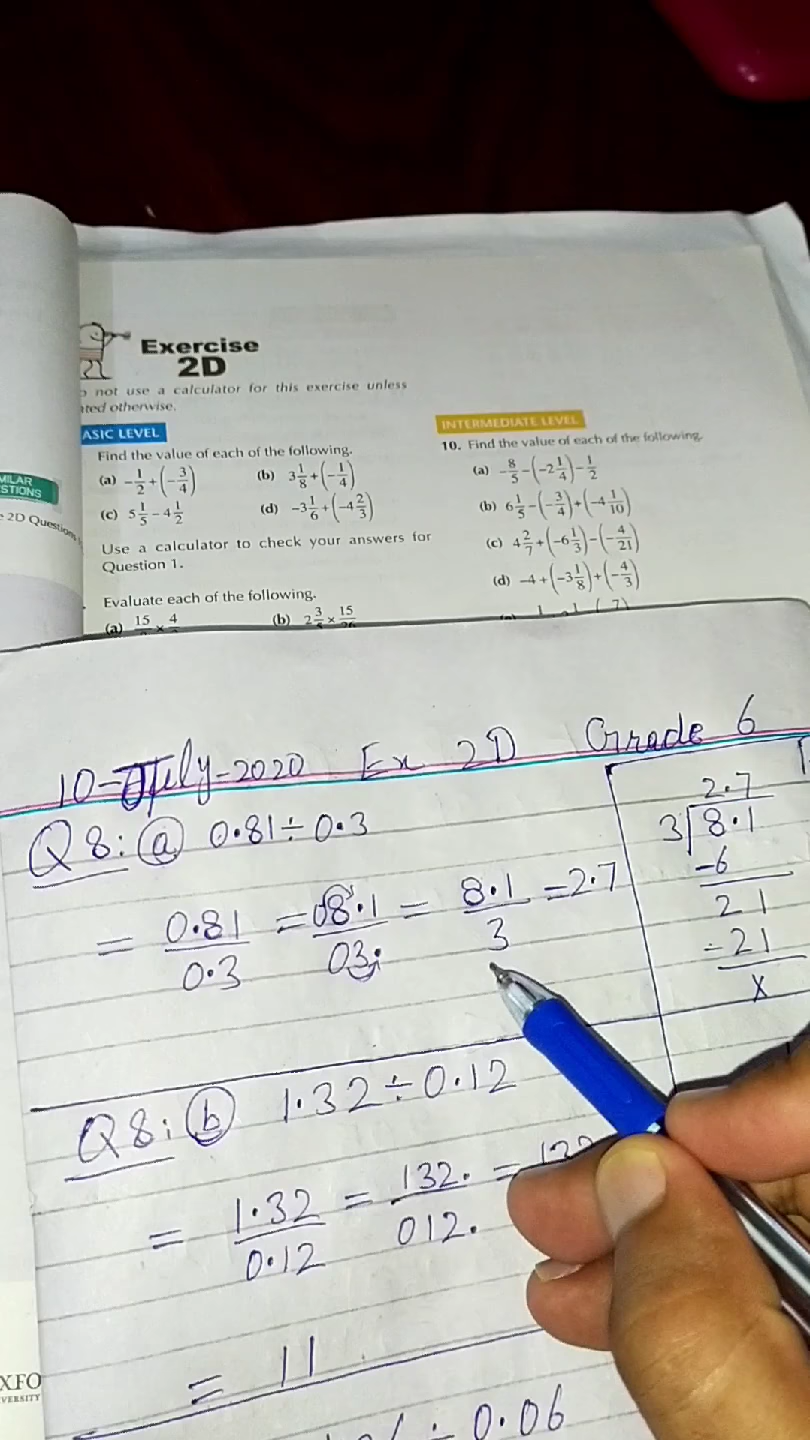 Exercise
2D
not use a calculator for this exercise unless
otherwise.
ASIC LEVEL
Find the value of each of the following.
(a) -1/2+(-3/4) (b) 3 1/8+(-1/4)
(c) 5 1/5-4 1/2 (d) -3 1/6+(-4 2/3)
Use a calculator to check your answers for
Question 1.
Evaluate each of the following.
(a) 15 × 4 (b) 2 3 × 15
MILAR
STIONS
2D Questions
INTERMEDIATE LEVEL
10. Find the value of each of the following.
(a) -8/5-(-2 1/4)-1/2
(b) 6 1/5-(-3/4)+(-4 1/10)
(c) 4 2/7+(-6 1/3)-(-4/21)
(d) -4+(-3 1/8)+(-4/3)
10-July-2020 Ex 2D Grade 6
Q8: (a) 0.81÷0.3
= 0.81/0.3 = 08.1/03. = 8.1/3 = 2.7
2.7
3 8.1
-6
21
-21
x
Q8: (b) 1.32÷0.12
= 1.32/0.12 = 132./012. =
= 11
÷ 0.06
XFO
VERSITY